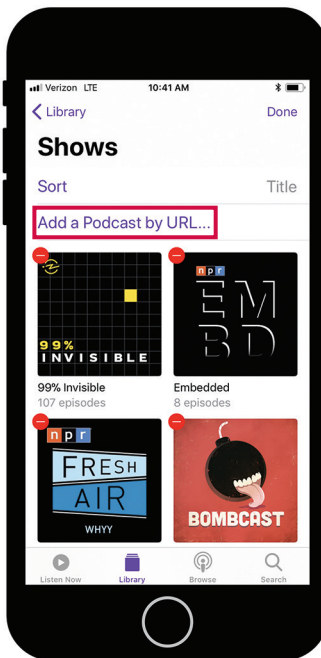 Verizon LTE 10:41 AM
Library Done
Shows
Sort Title
Add a Podcast by URL...
99%
INVISIBLE
npr
EM
BD
99% Invisible Embedded
107 episodes 8 episodes
npr
FRESH
AIR
WHYY
BOMBCAST
Listen Now Library Browse Search